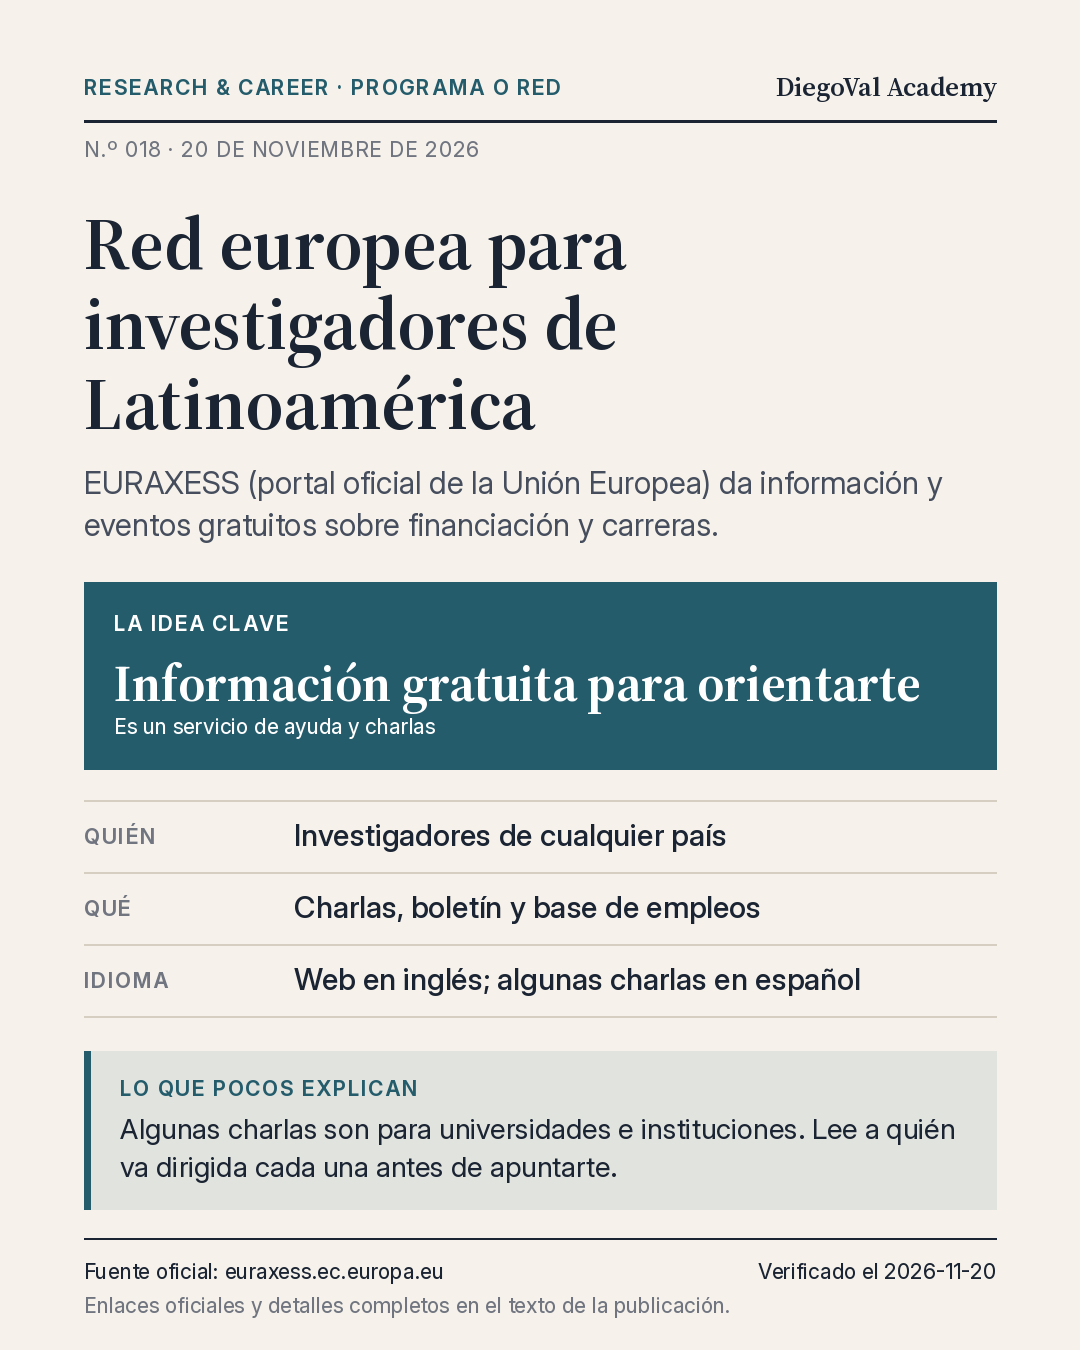 RESEARCH & CAREER · PROGRAMA O RED
DiegoVal Academy
N.º 018 · 20 DE NOVIEMBRE DE 2026
Red europea para
investigadores de
Latinoamérica
EURAXESS (portal oficial de la Unión Europea) da información y
eventos gratuitos sobre financiación y carreras.
LA IDEA CLAVE
Información gratuita para orientarte
Es un servicio de ayuda y charlas
QUIÉN
Investigadores de cualquier país
QUÉ
Charlas, boletín y base de empleos
IDIOMA
Web en inglés; algunas charlas en español
LO QUE POCOS EXPLICAN
Algunas charlas son para universidades e instituciones. Lee a quién
va dirigida cada una antes de apuntarte.
Fuente oficial: euraxess.ec.europa.eu
Verificado el 2026-11-20
Enlaces oficiales y detalles completos en el texto de la publicación.